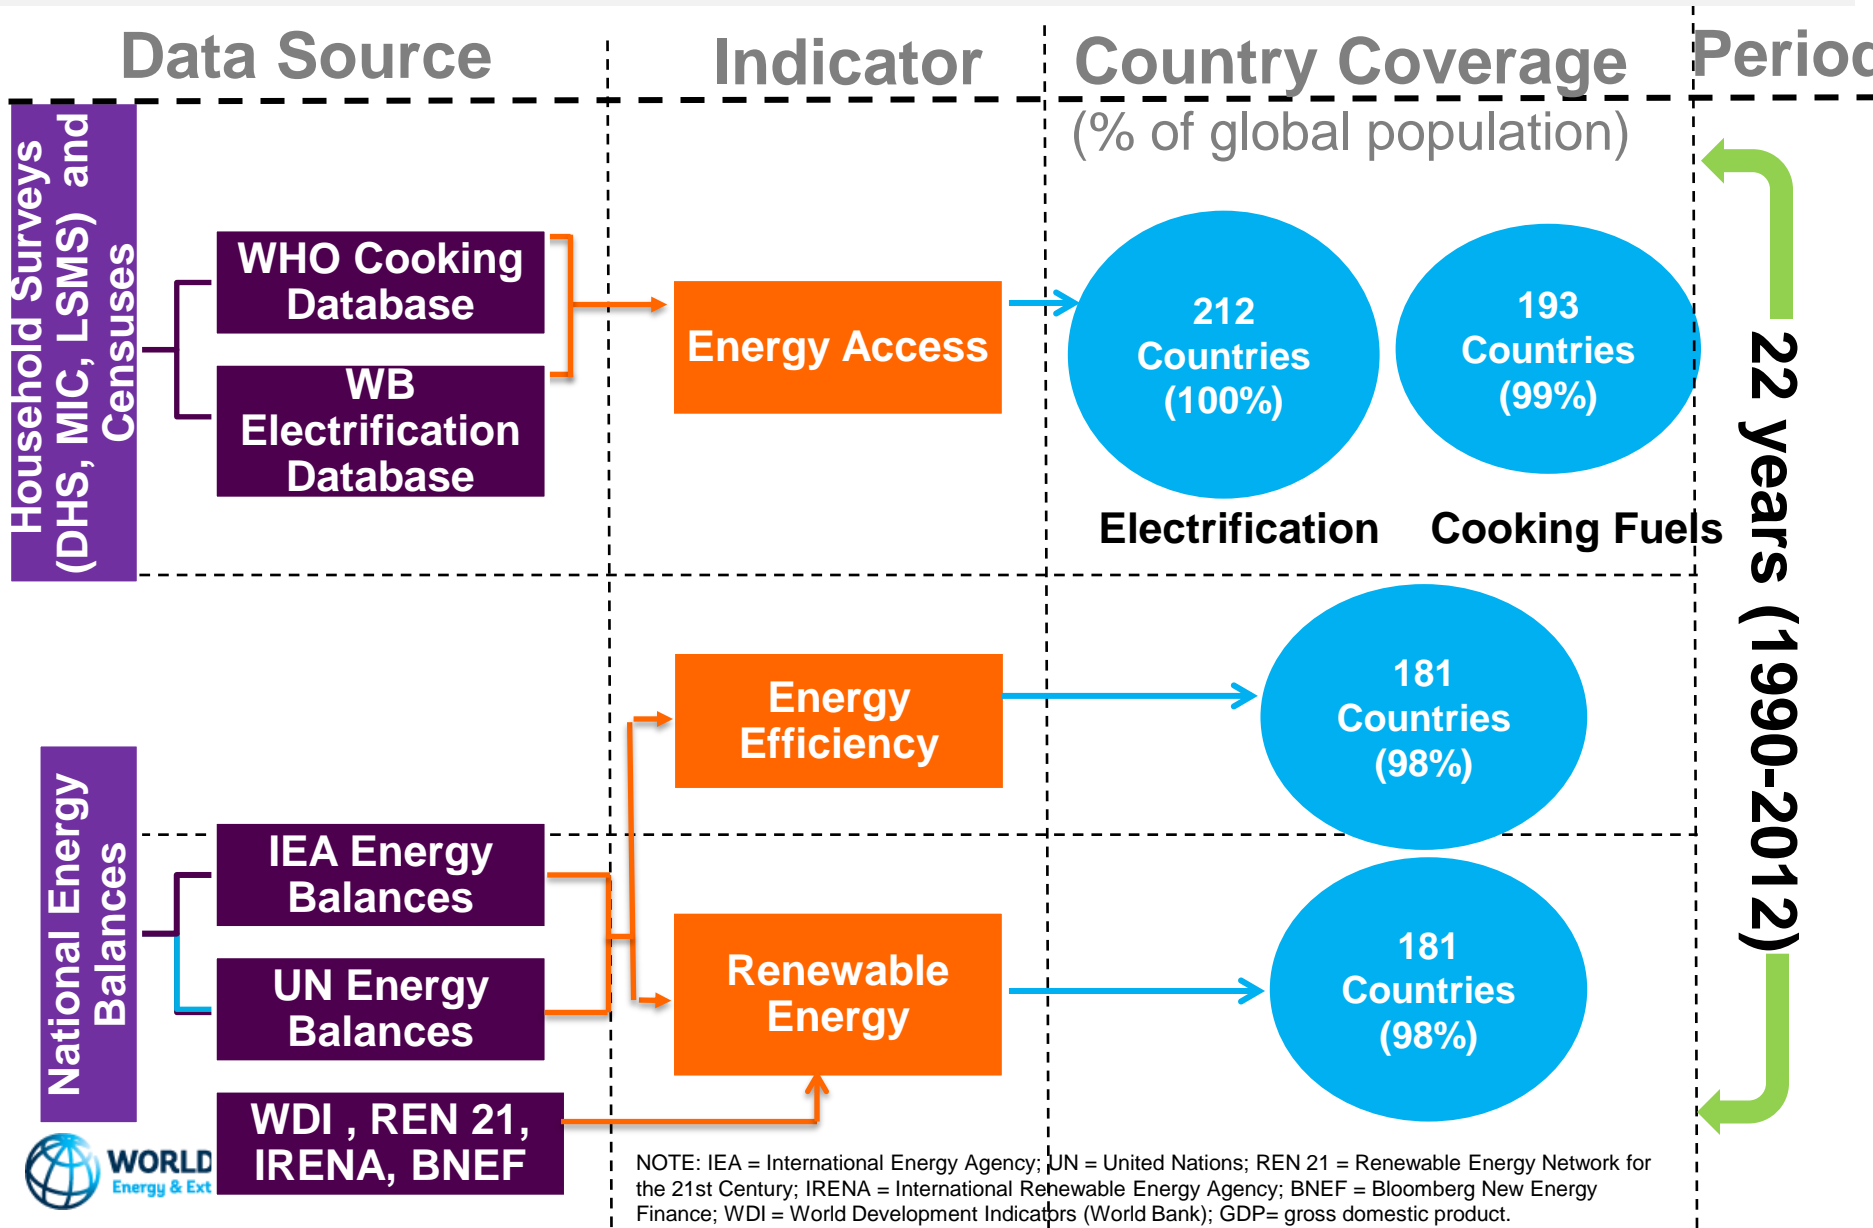 Data Source
Indicator
Country Coverage
Period
(% of global population)
Household Surveys
(DHS, MIC, LSMS) and
Censuses
WHO Cooking
Database
WB
Electrification
Database
Energy Access
212
Countries
(100%)
193
Countries
(99%)
Electrification
Cooking Fuels
22 years (1990-2012)
Energy
Efficiency
181
Countries
(98%)
National Energy
Balances
IEA Energy
Balances
UN Energy
Balances
Renewable
Energy
181
Countries
(98%)
WDI , REN 21,
IRENA, BNEF
WORLD
Energy & Ext
NOTE: IEA = International Energy Agency; UN = United Nations; REN 21 = Renewable Energy Network for
the 21st Century; IRENA = International Renewable Energy Agency; BNEF = Bloomberg New Energy
Finance; WDI = World Development Indicators (World Bank); GDP= gross domestic product.